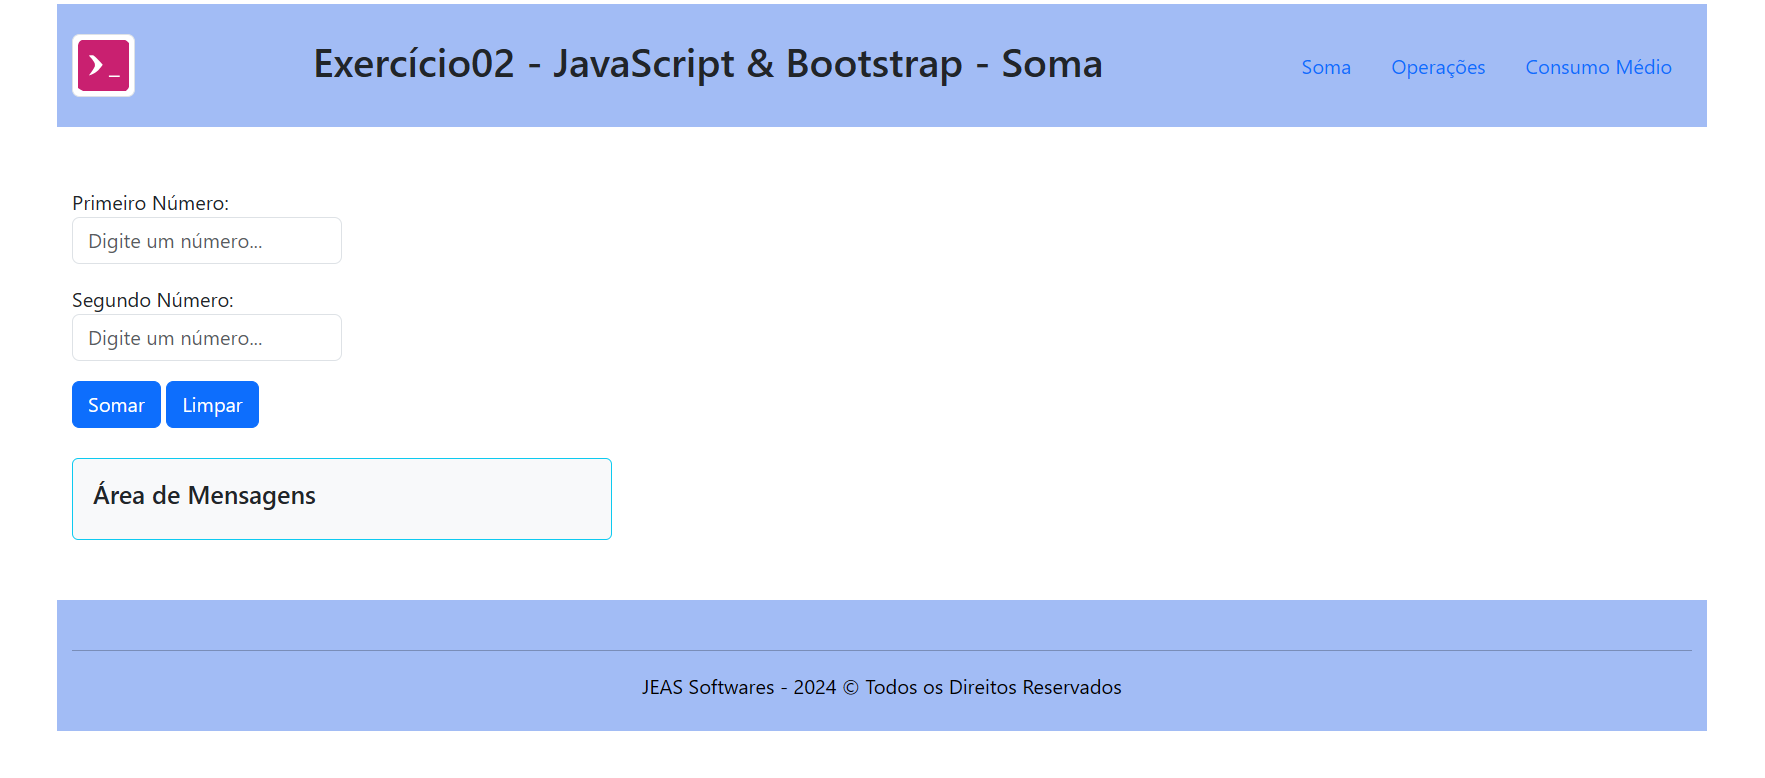 Exercício02 - JavaScript & Bootstrap - Soma
Soma Operações Consumo Médio
Primeiro Número:
Digite um número...
Segundo Número:
Digite um número...
Somar Limpar
Área de Mensagens
JEAS Softwares - 2024 © Todos os Direitos Reservados